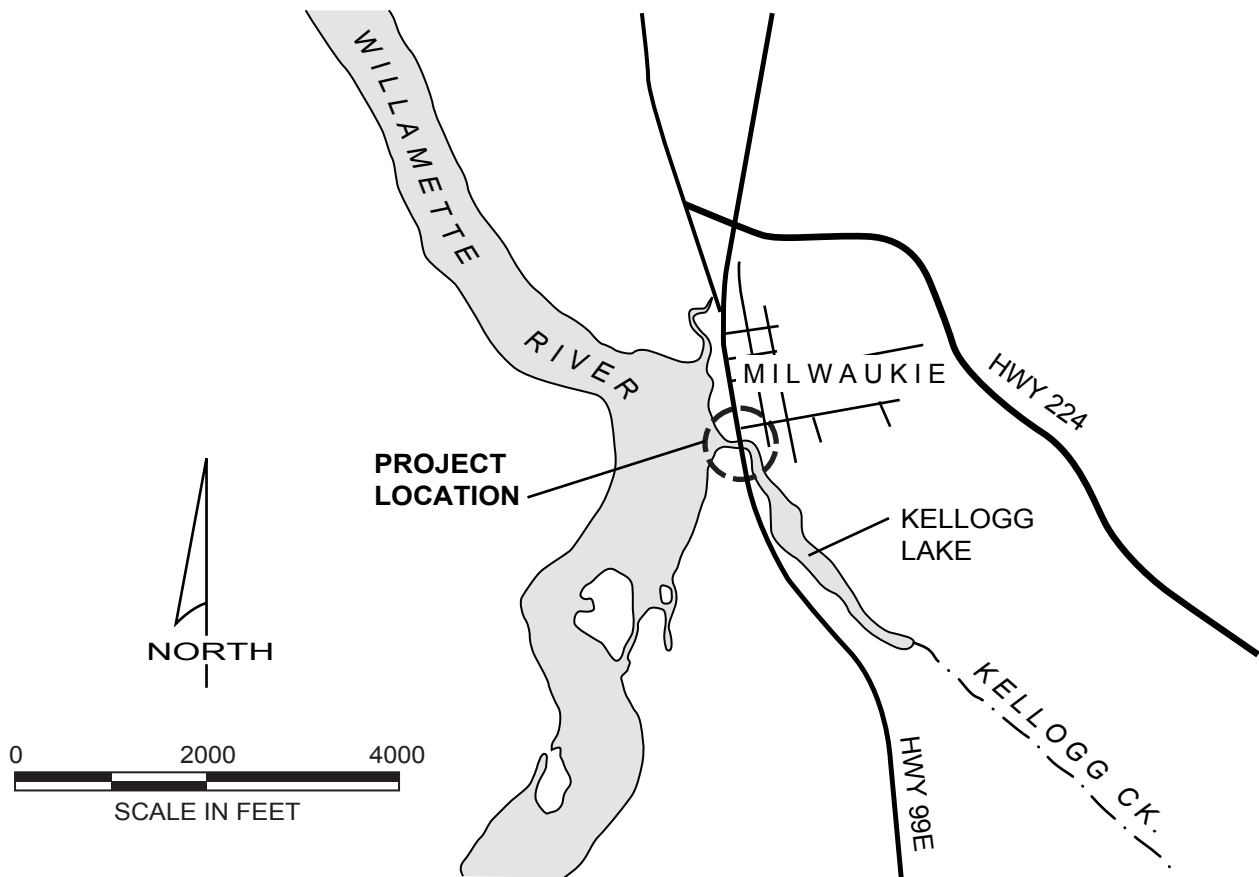 WILLAMETTE
RIVER
MILWAUKIE
HWY 224
PROJECT
LOCATION
KELLOGG
LAKE
NORTH
KELLOGG CK.
HWY 99E
0 2000 4000
SCALE IN FEET